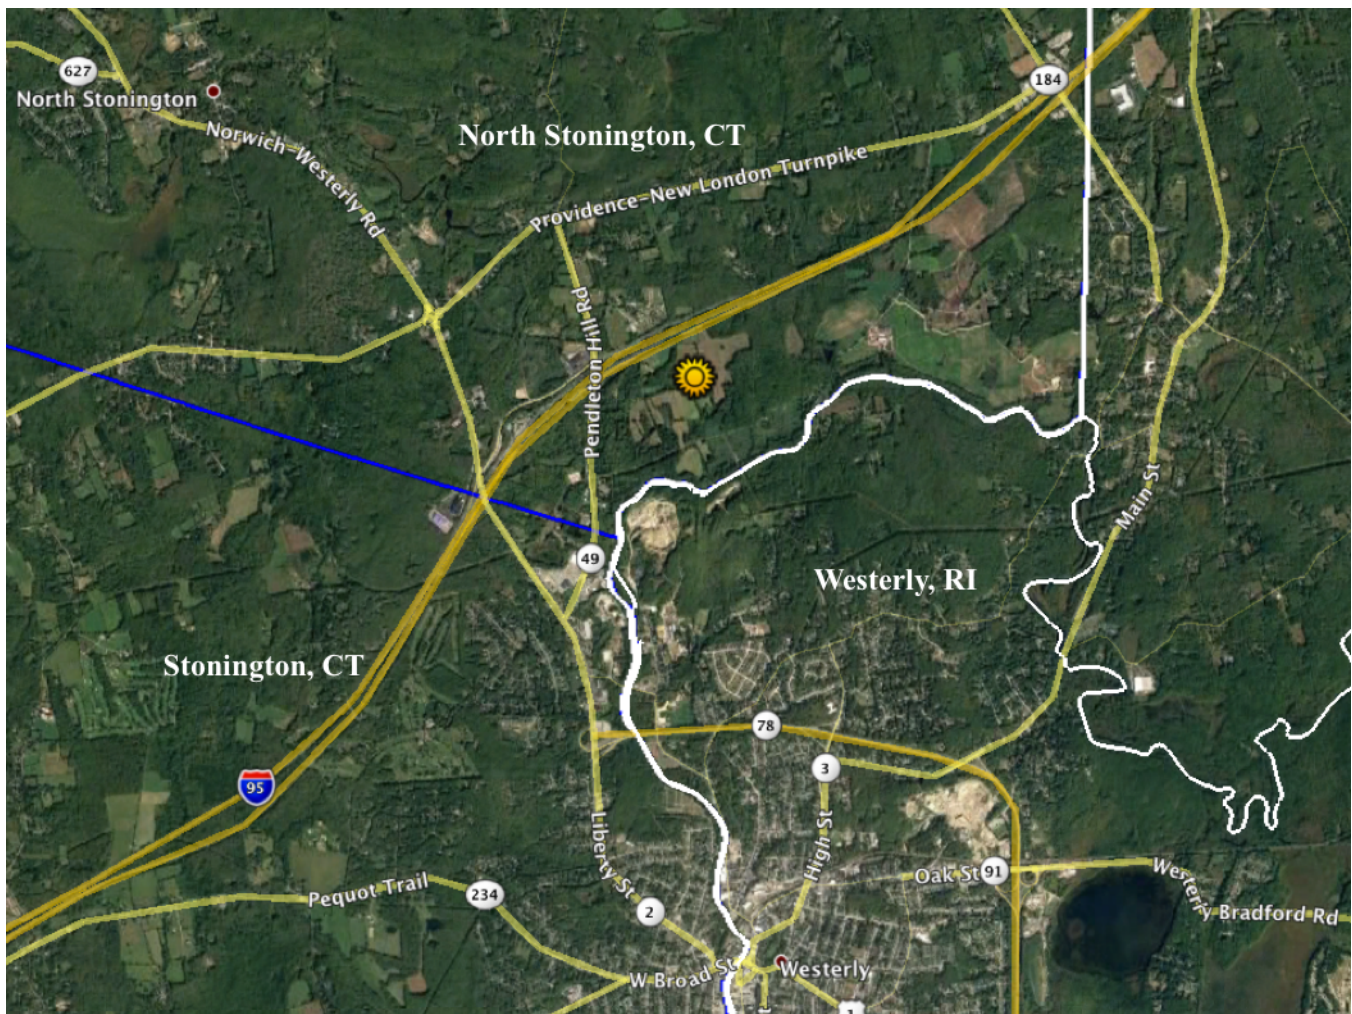 627
184
North Stonington
North Stonington, CT
Norwich-Westerly Rd
Providence-New London Turnpike
Pendleton Hill Rd
Main St
49
Westerly, RI
Stonington, CT
78
3
95
Liberty St
High St
Pequot Trail
234
Oak St
91
Westerly Bradford Rd
2
W Broad St
Westerly
1